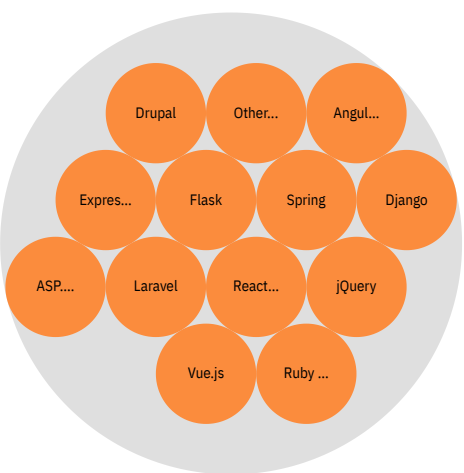 Drupal
Other...
Angul...
Expres...
Flask
Spring
Django
ASP....
Laravel
React...
jQuery
Vue.js
Ruby ...